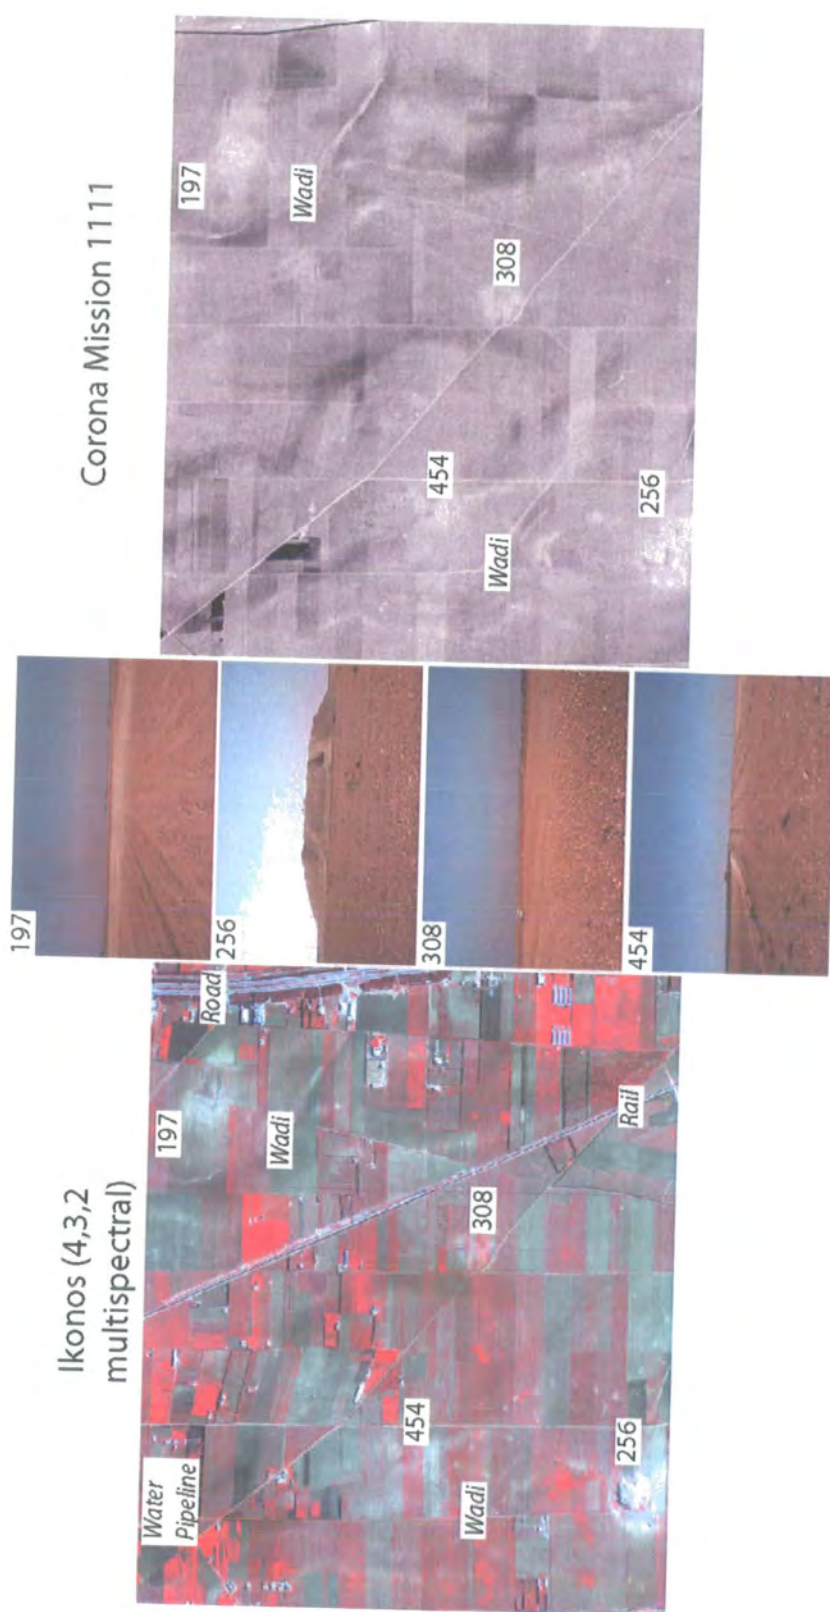 Ikonos (4,3,2
multispectral)
Water
Pipeline
197
Road
Wadi
454
308
Wadi
256
Rail
197
256
308
454
Corona Mission 1111
197
Wadi
454
308
Wadi
256